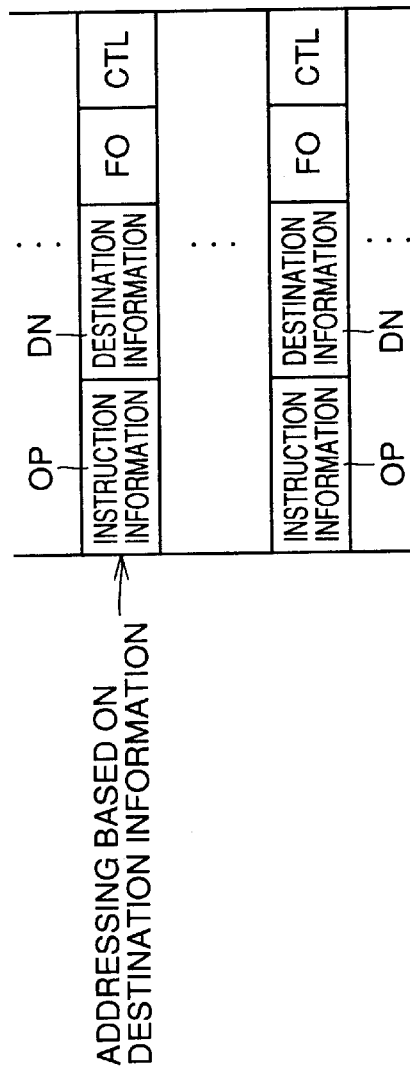 OP DN ⋮
ADDRESSING BASED ON
DESTINATION INFORMATION
INSTRUCTION
INFORMATION
DESTINATION
INFORMATION
FO
CTL
⋮
INSTRUCTION
INFORMATION
DESTINATION
INFORMATION
FO
CTL
OP DN ⋮